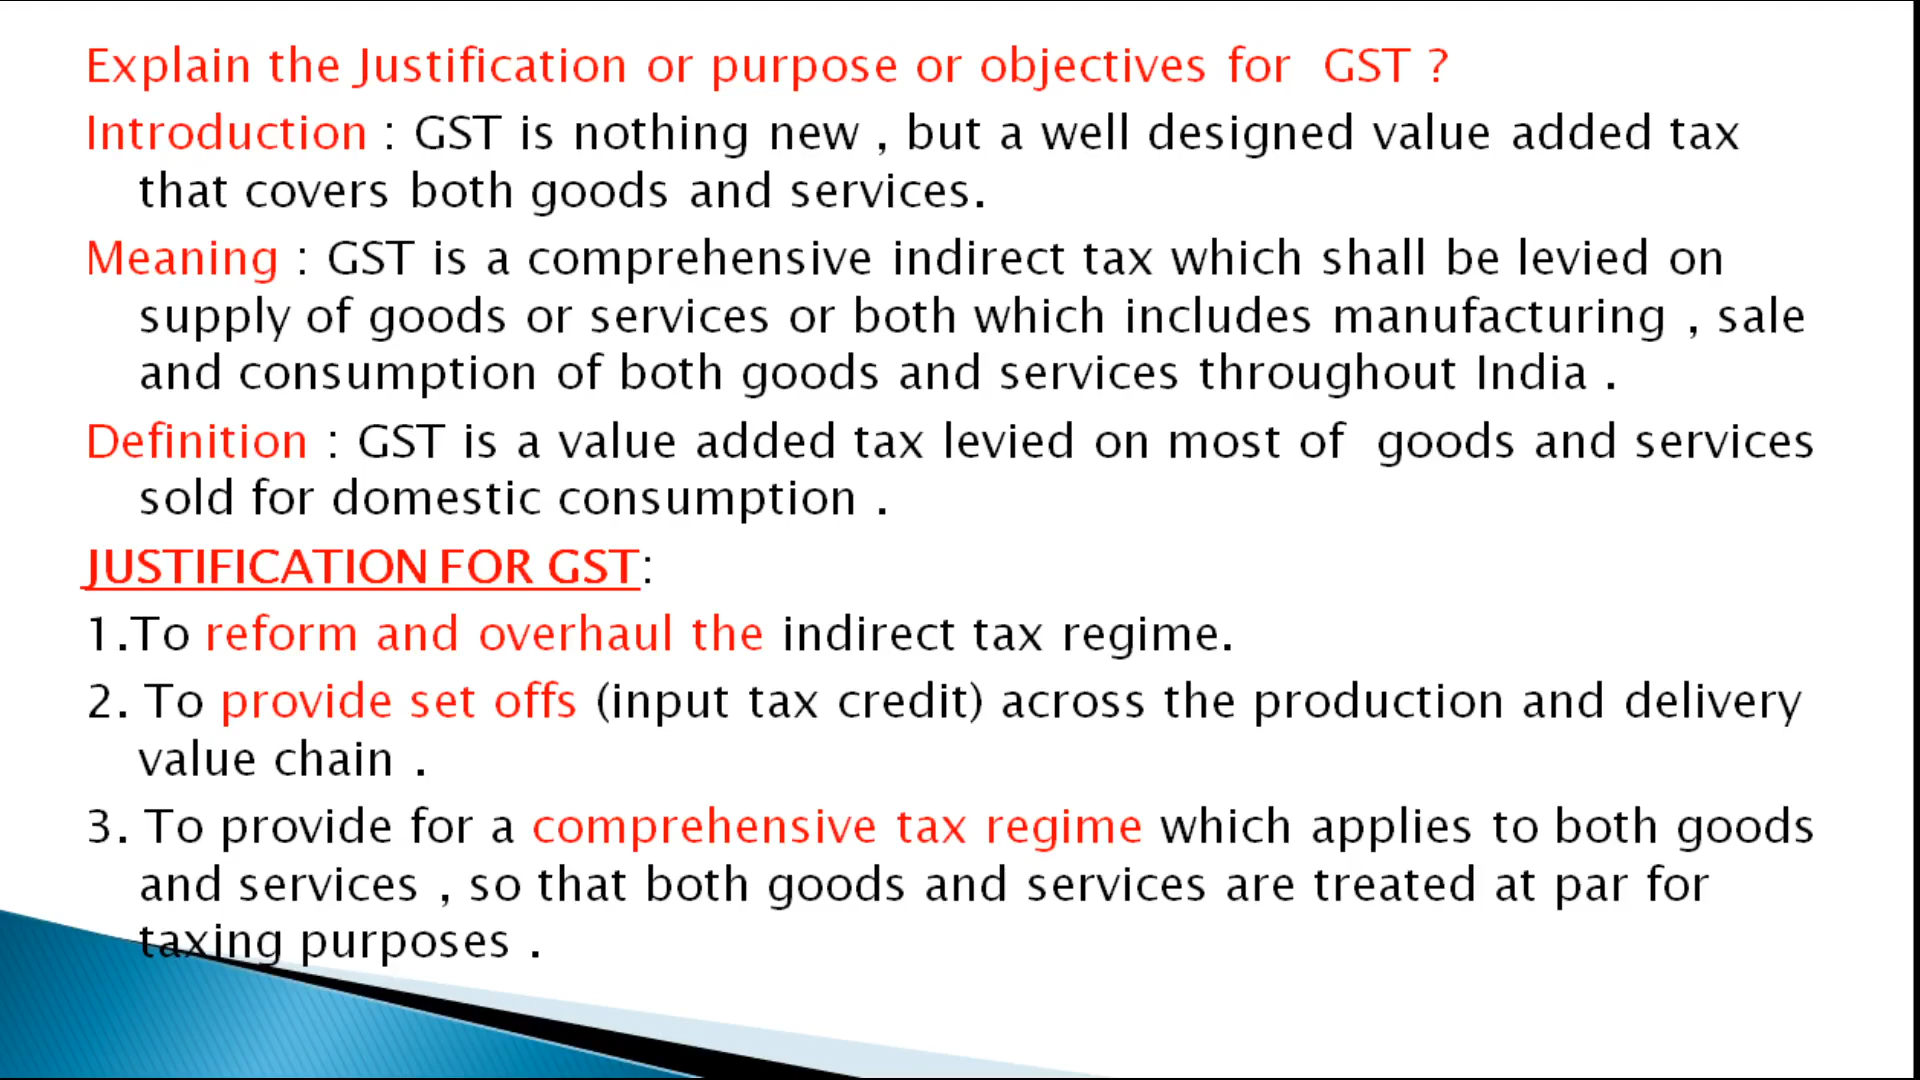 Explain the Justification or purpose or objectives for  GST ?
Introduction : GST is nothing new , but a well designed value added tax
that covers both goods and services.
Meaning : GST is a comprehensive indirect tax which shall be levied on
supply of goods or services or both which includes manufacturing , sale
and consumption of both goods and services throughout India .
Definition : GST is a value added tax levied on most of  goods and services
sold for domestic consumption .
JUSTIFICATION FOR GST:
1.To reform and overhaul the indirect tax regime.
2. To provide set offs (input tax credit) across the production and delivery
value chain .
3. To provide for a comprehensive tax regime which applies to both goods
and services , so that both goods and services are treated at par for
taxing purposes .